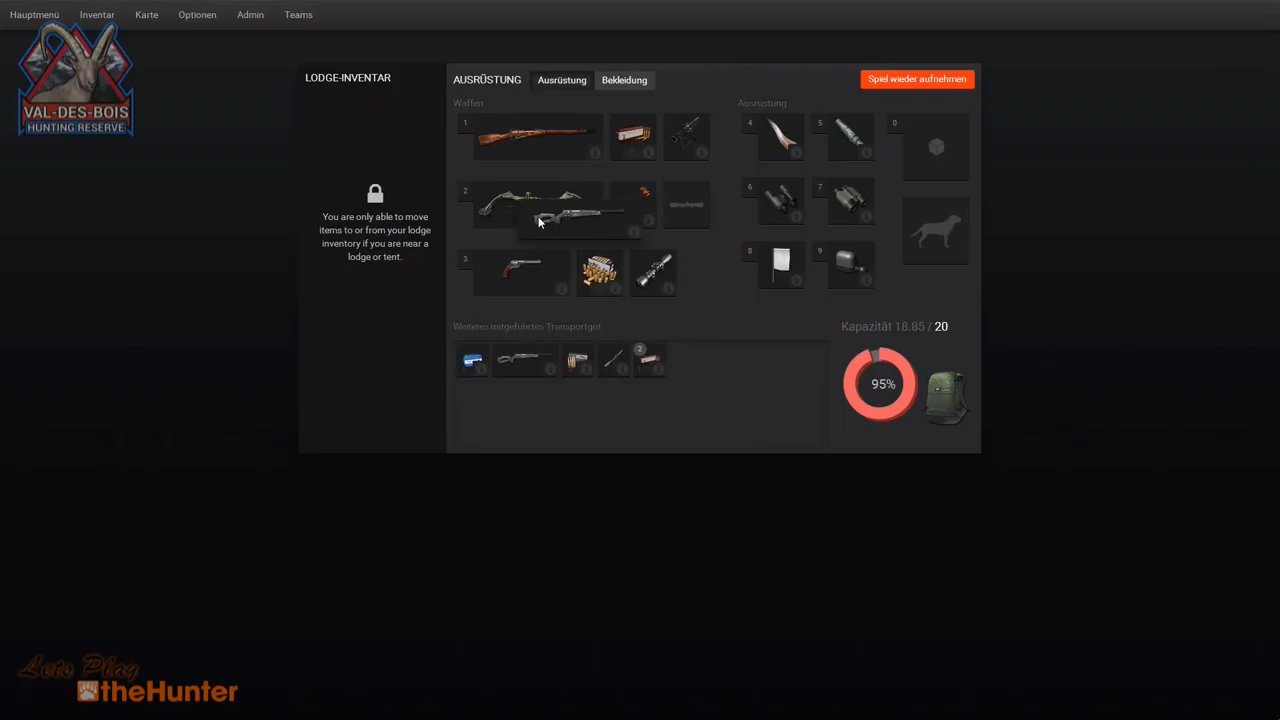 Hauptmenü Inventar Karte Optionen Admin Teams
VAL-DES-BOIS
HUNTING RESERVE
LODGE-INVENTAR
You are only able to move
items to or from your lodge
inventory if you are near a
lodge or tent.
AUSRÜSTUNG Ausrüstung Bekleidung
Spiel wieder aufnehmen
Waffen
1
2
3
Ausrüstung
4 5 0
6 7
8 9
Weiteres mitgeführtes Transportgut
2
Kapazität 18.85 / 20
95%
Lets Play
theHunter